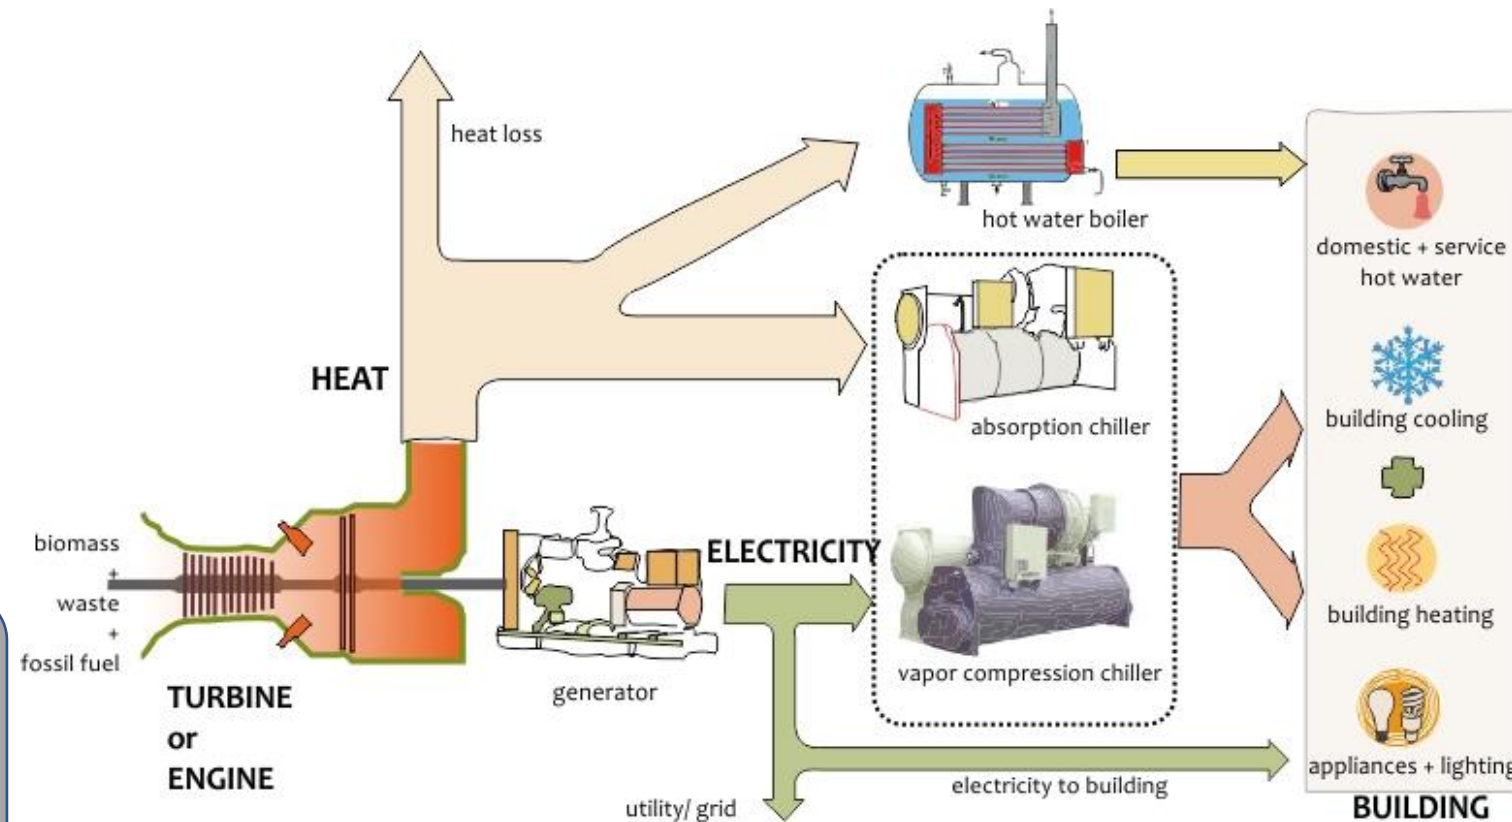 heat loss
hot water boiler
domestic + service
hot water
HEAT
absorption chiller
building cooling
biomass
+
waste
+
fossil fuel
ELECTRICITY
building heating
vapor compression chiller
generator
TURBINE
or
ENGINE
appliances + lighting
electricity to building
utility/ grid
BUILDING